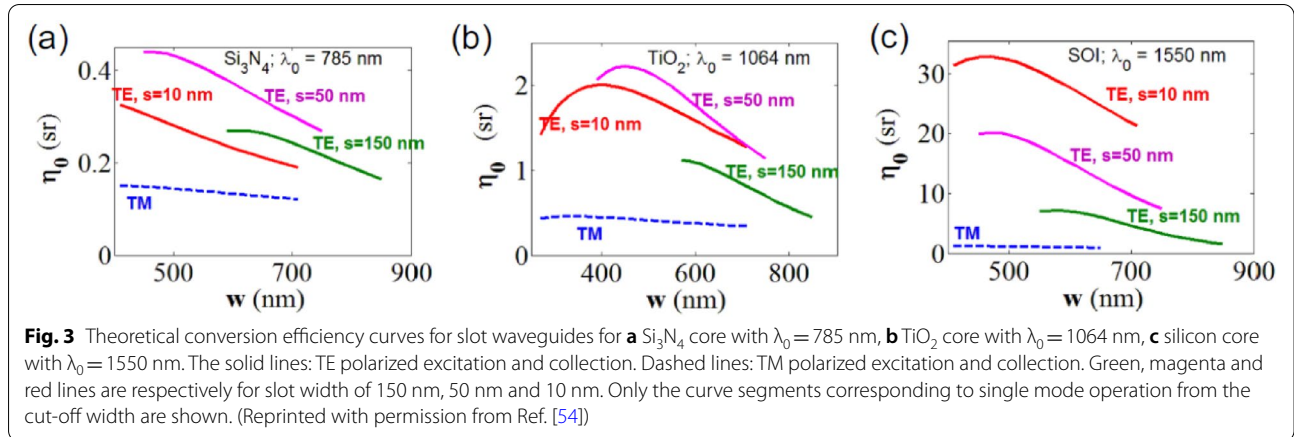 (a)
Si₃N₄; λ₀ = 785 nm
0.4
TE, s=50 nm
TE, s=10 nm
TE, s=150 nm
0.2
η₀ (sr)
TM
0
500 700 900
w (nm)
(b)
TiO₂; λ₀ = 1064 nm
2
TE, s=50 nm
TE, s=10 nm
1
TE, s=150 nm
η₀ (sr)
TM
0
400 600 800
w (nm)
(c)
SOI; λ₀ = 1550 nm
30
TE, s=10 nm
20
TE, s=50 nm
η₀ (sr)
10
TE, s=150 nm
TM
0
500 700 900
w (nm)
Fig. 3 Theoretical conversion efficiency curves for slot waveguides for a Si₃N₄ core with λ₀ = 785 nm, b TiO₂ core with λ₀ = 1064 nm, c silicon core
with λ₀ = 1550 nm. The solid lines: TE polarized excitation and collection. Dashed lines: TM polarized excitation and collection. Green, magenta and
red lines are respectively for slot width of 150 nm, 50 nm and 10 nm. Only the curve segments corresponding to single mode operation from the
cut-off width are shown. (Reprinted with permission from Ref. [54])